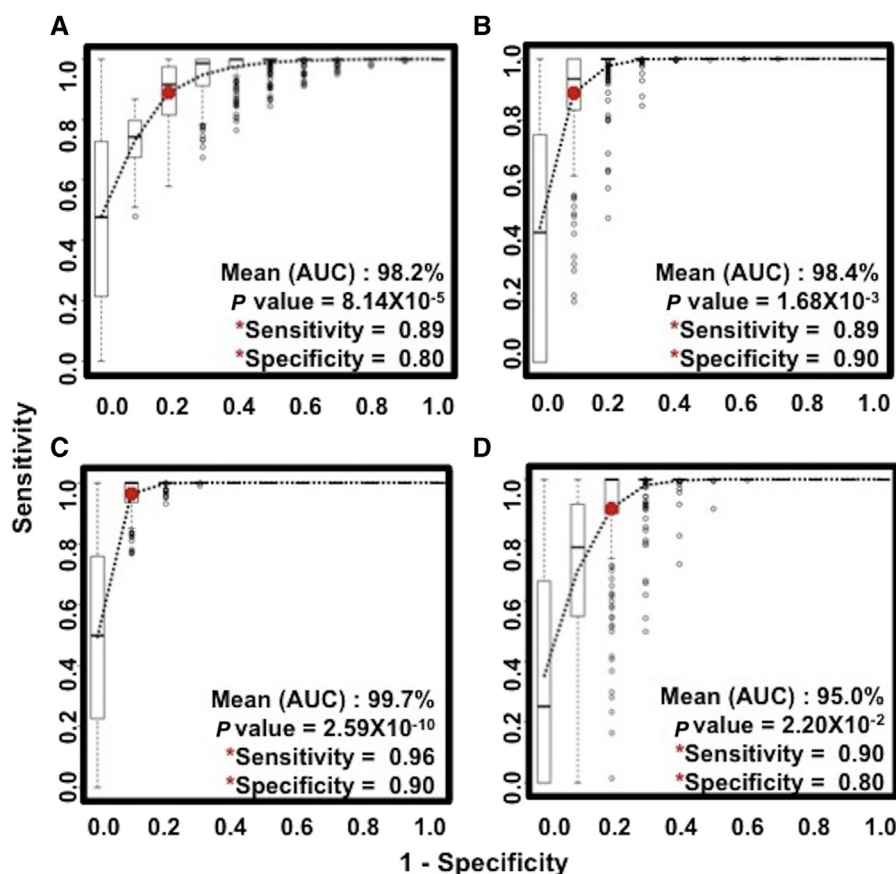 A
1.0
0.8
0.6
0.4
0.2
0.0
Mean (AUC) : 98.2%
P value = 8.14X10-5
*Sensitivity = 0.89
*Specificity = 0.80
0.0 0.2 0.4 0.6 0.8 1.0
B
1.0
0.8
0.6
0.4
0.2
0.0
Mean (AUC) : 98.4%
P value = 1.68X10-3
*Sensitivity = 0.89
*Specificity = 0.90
0.0 0.2 0.4 0.6 0.8 1.0
Sensitivity
C
1.0
0.8
0.6
0.4
0.2
0.0
Mean (AUC) : 99.7%
P value = 2.59X10-10
*Sensitivity = 0.96
*Specificity = 0.90
0.0 0.2 0.4 0.6 0.8 1.0
D
1.0
0.8
0.6
0.4
0.2
0.0
Mean (AUC) : 95.0%
P value = 2.20X10-2
*Sensitivity = 0.90
*Specificity = 0.80
0.0 0.2 0.4 0.6 0.8 1.0
1 - Specificity